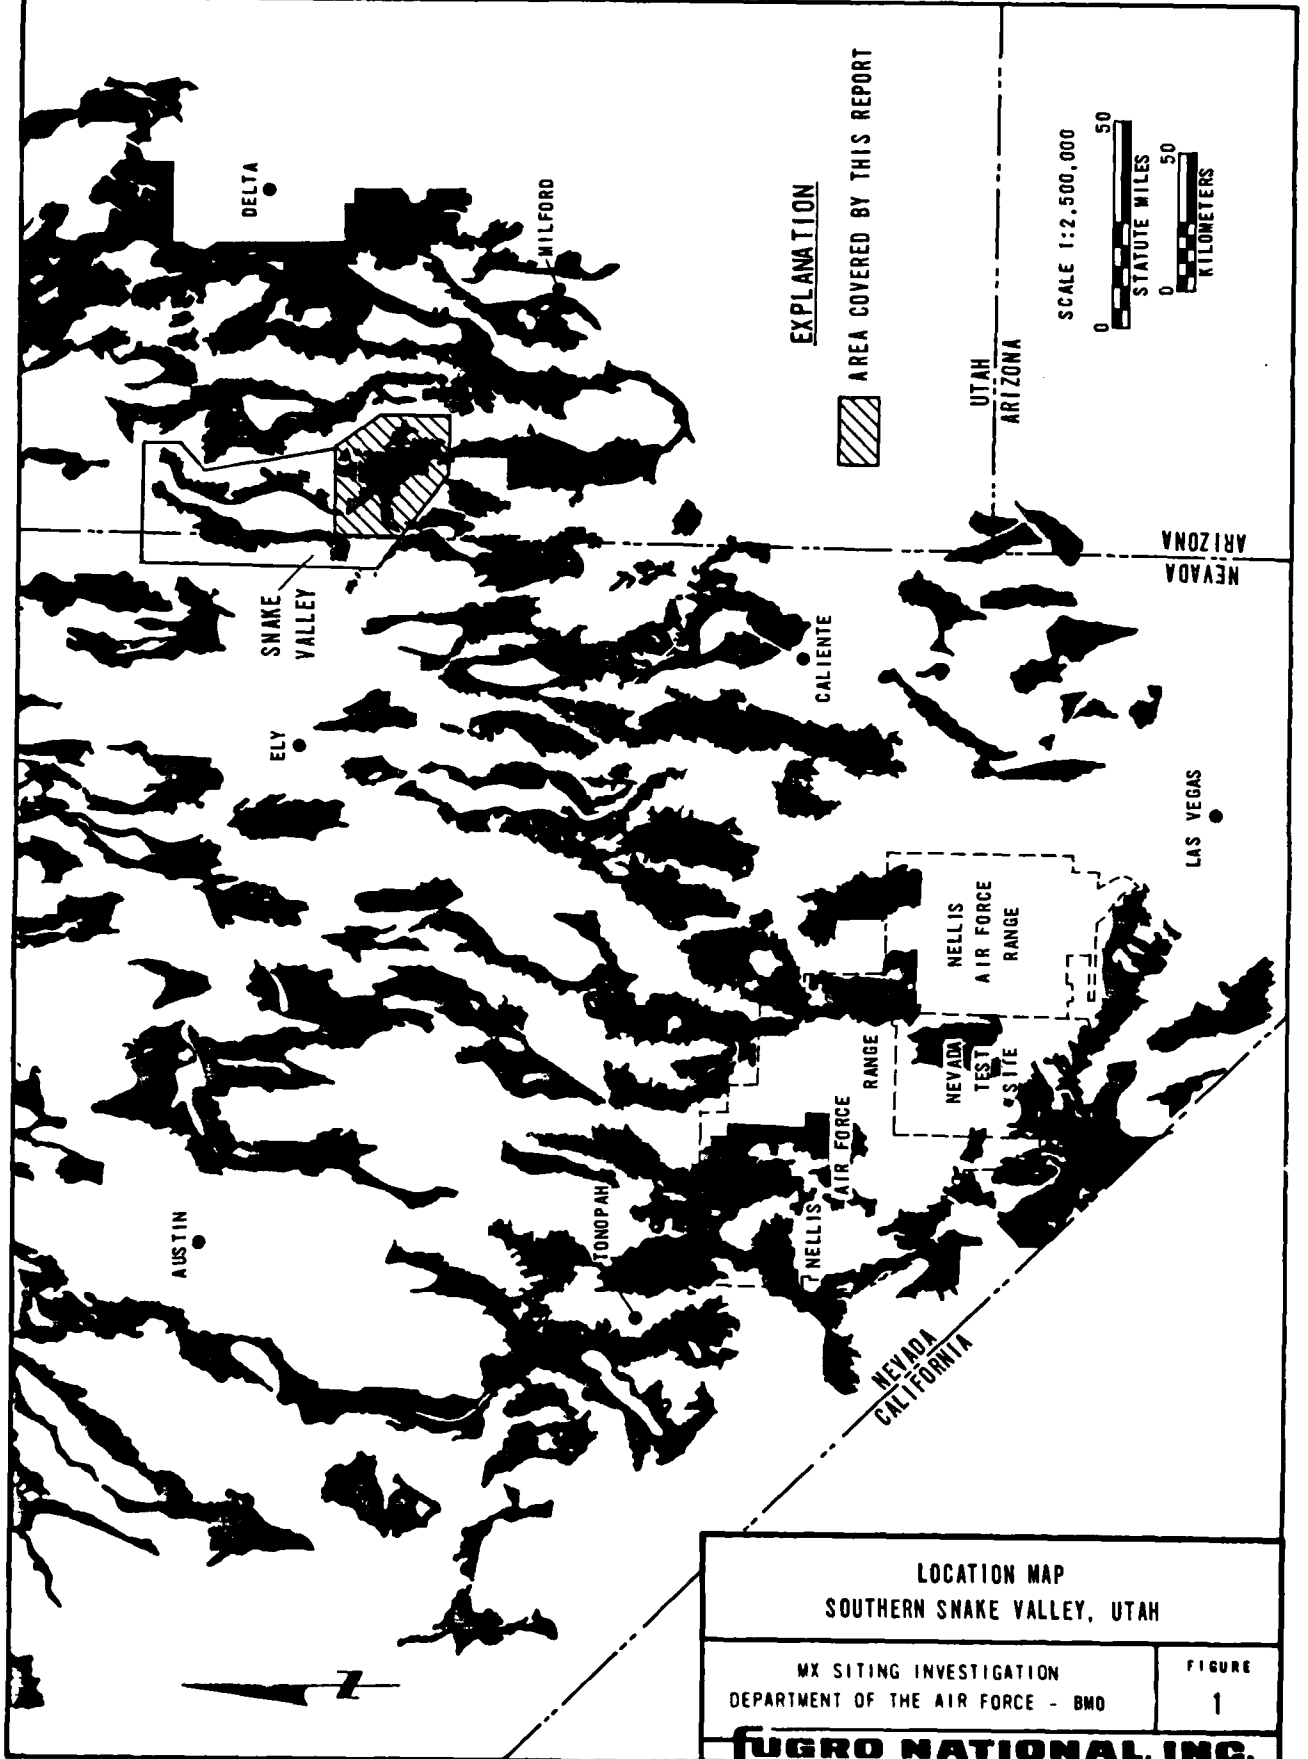 DELTA
MILFORD
EXPLANATION
AREA COVERED BY THIS REPORT
UTAH
ARIZONA
SCALE 1:2,500,000
0 50
STATUTE MILES
0 50
KILOMETERS
NEVADA
ARIZONA
SNAKE
VALLEY
ELY
CALIENTE
LAS VEGAS
NELLIS
AIR FORCE
RANGE
NEVADA
TEST
SITE
NELLIS
AIR FORCE
RANGE
AUSTIN
TONOPAH
NEVADA
CALIFORNIA
N
LOCATION MAP
SOUTHERN SNAKE VALLEY, UTAH
MX SITING INVESTIGATION
DEPARTMENT OF THE AIR FORCE - BMO
FIGURE
1
fUGRO NATIONAL, INC.